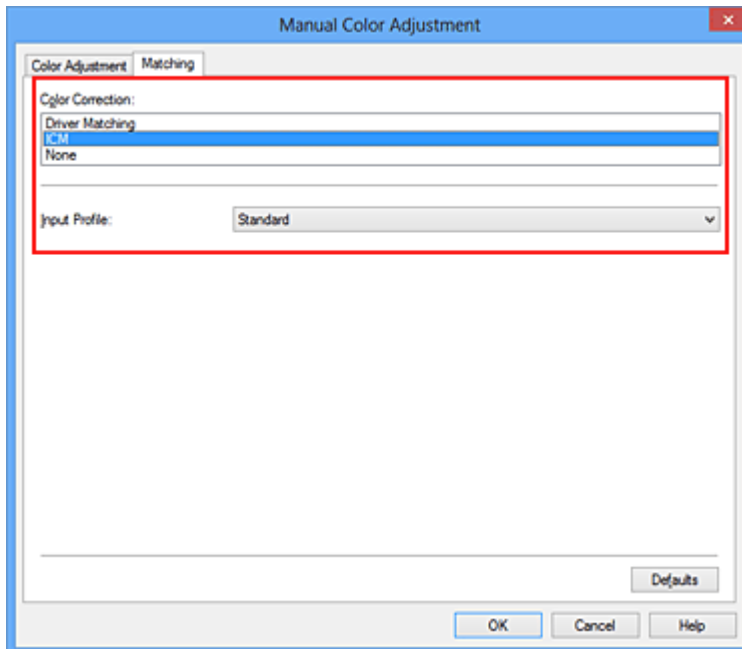 Manual Color Adjustment
Color Adjustment Matching
Color Correction:
Driver Matching
ICM
None
Input Profile: Standard
Defaults
OK Cancel Help